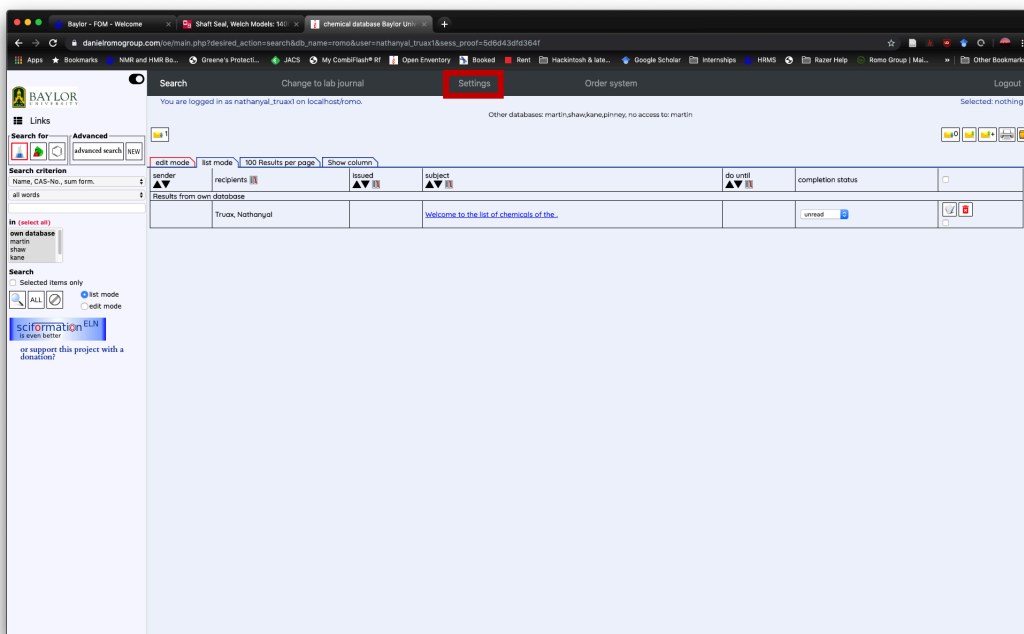 Baylor - FOM - Welcome
Shaft Seal, Welch Models: 140
chemical database Baylor Univ
danielromogroup.com/oe/main.php?desired_action=search&db_name=romo&user=nathanyal_truax1&sess_proof=5d6d43dfd364f
Apps
Bookmarks
NMR and HMR Bo...
Greene's Protecti...
JACS
My CombiFlash® Rf
Open Enventory
Booked
Rent
Hackintosh & late...
Google Scholar
Internships
HRMS
Razer Help
Romo Group | Mai...
»
Other Bookmarks
Search
Change to lab journal
Settings
Order system
Logout
BAYLOR
UNIVERSITY
You are logged in as nathanyal_truax1 on localhost/romo.
Selected: nothing
Other databases: martin,shaw,kane,pinney, no access to: martin
Links
1
0
Search for
Advanced
advanced search
NEW
edit mode
list mode
100 Results per page
Show column
Search criterion
Name, CAS-No., sum form.
all words
sender
recipients
issued
subject
do until
completion status
Results from own database
Truax, Nathanyal
Welcome to the list of chemicals of the .
unread
in (select all)
own database
martin
shaw
kane
Search
Selected items only
ALL
list mode
edit mode
sciformation ELN
is even better
or support this project with a
donation?